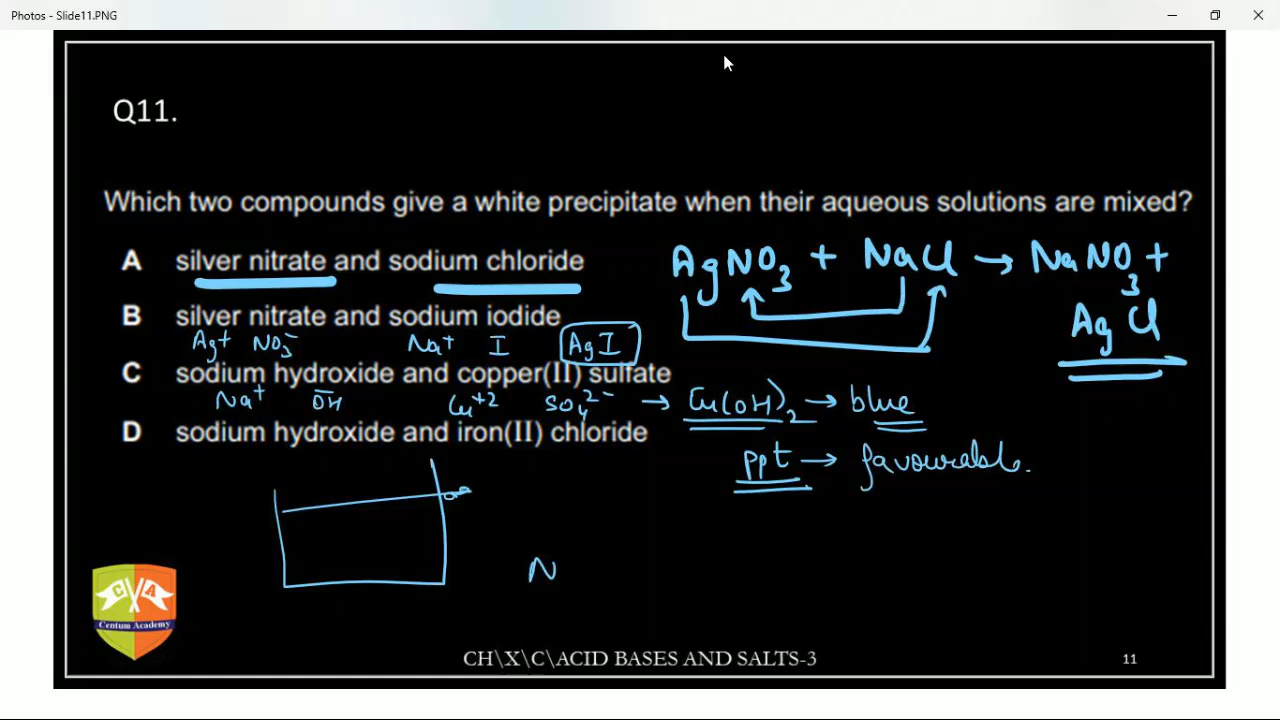 Photos - Slide11.PNG
Q11.
Which two compounds give a white precipitate when their aqueous solutions are mixed?
A silver nitrate and sodium chloride
AgNO3 + NaCl → NaNO3 +
AgCl
B silver nitrate and sodium iodide
Ag+ NO3- Na+ I AgI
C sodium hydroxide and copper(II) sulfate
Na+ OH- Cu+2 SO4 2- → Cu(OH)2 → blue
D sodium hydroxide and iron(II) chloride
ppt → favourable.
N
C A
Centum Academy
CH\X\C\ACID BASES AND SALTS-3
11